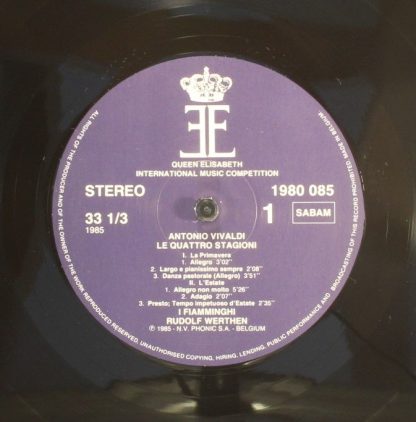 QUEEN ELISABETH
INTERNATIONAL MUSIC COMPETITION
STEREO
1980 085
33 1/3
1985
1
SABAM
ANTONIO VIVALDI
LE QUATTRO STAGIONI
I. La Primavera
1. Allegro 3'02"
2. Largo e pianissimo sempre 2'08"
3. Danza pastorale (Allegro) 3'51"
II. L'Estate
1. Allegro non molto 5'26"
2. Adagio 2'07"
3. Presto; Tempo impetuoso d'Estate 2'35"
I FIAMMINGHI
RUDOLF WERTHEN
℗ 1985 - N.V. PHONIC S.A. - BELGIUM
ALL RIGHTS OF THE PRODUCER AND OF THE OWNER OF THE WORK REPRODUCED RESERVED. UNAUTHORISED COPYING, HIRING, LENDING, PUBLIC PERFORMANCE AND BROADCASTING OF THIS RECORD PROHIBITED MADE IN BELGIUM